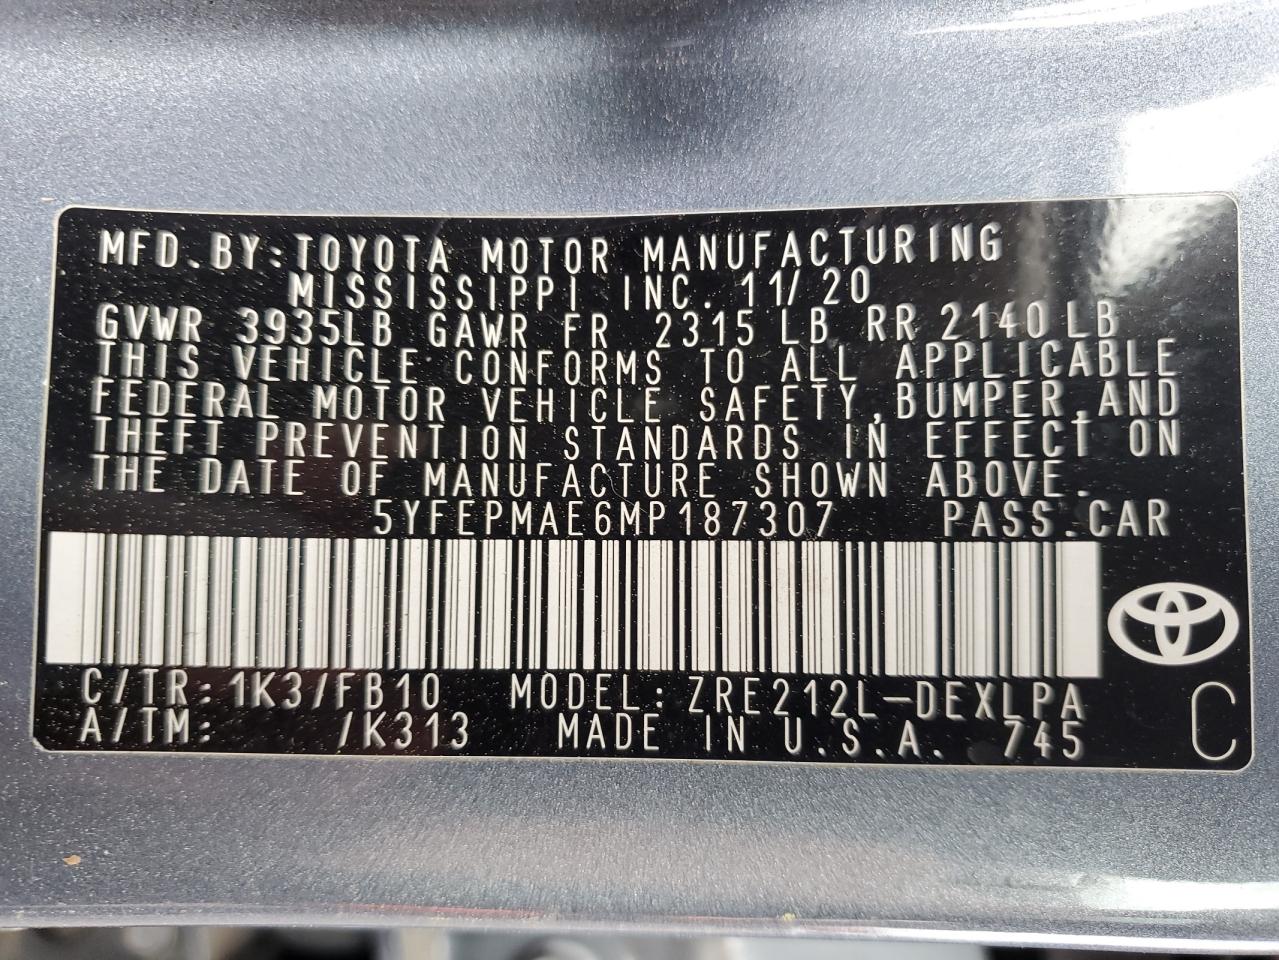 MFD.BY:TOYOTA MOTOR MANUFACTURING
MISSISSIPPI INC. 11/20
GVWR 3935LB GAWR FR 2315 LB RR 2140LB
THIS VEHICLE CONFORMS TO ALL APPLICABLE
FEDERAL MOTOR VEHICLE SAFETY,BUMPER,AND
THEFT PREVENTION STANDARDS IN EFFECT ON
THE DATE OF MANUFACTURE SHOWN ABOVE.
5YFEPMAE6MP187307 PASS.CAR
C/TR:1K3/FB10 MODEL:ZRE212L-DEXLPA
A/TM: /K313 MADE IN U.S.A. 745
C